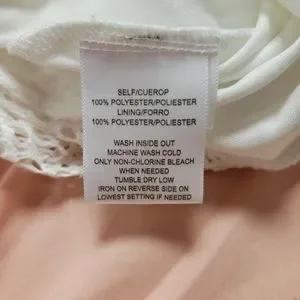 SELF/CUEROP
100% POLYESTER/POLIESTER
LINING/FORRO
100% POLYESTER/POLIESTER
WASH INSIDE OUT
MACHINE WASH COLD
ONLY NON-CHLORINE BLEACH
WHEN NEEDED
TUMBLE DRY LOW
IRON ON REVERSE SIDE ON
LOWEST SETTING IF NEEDED